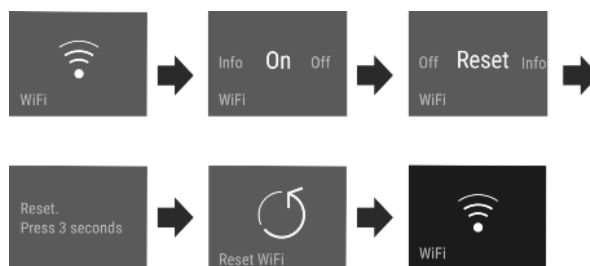 WiFi
Info On Off
WiFi
Off Reset Info
WiFi
Reset.
Press 3 seconds
Reset WiFi
WiFi